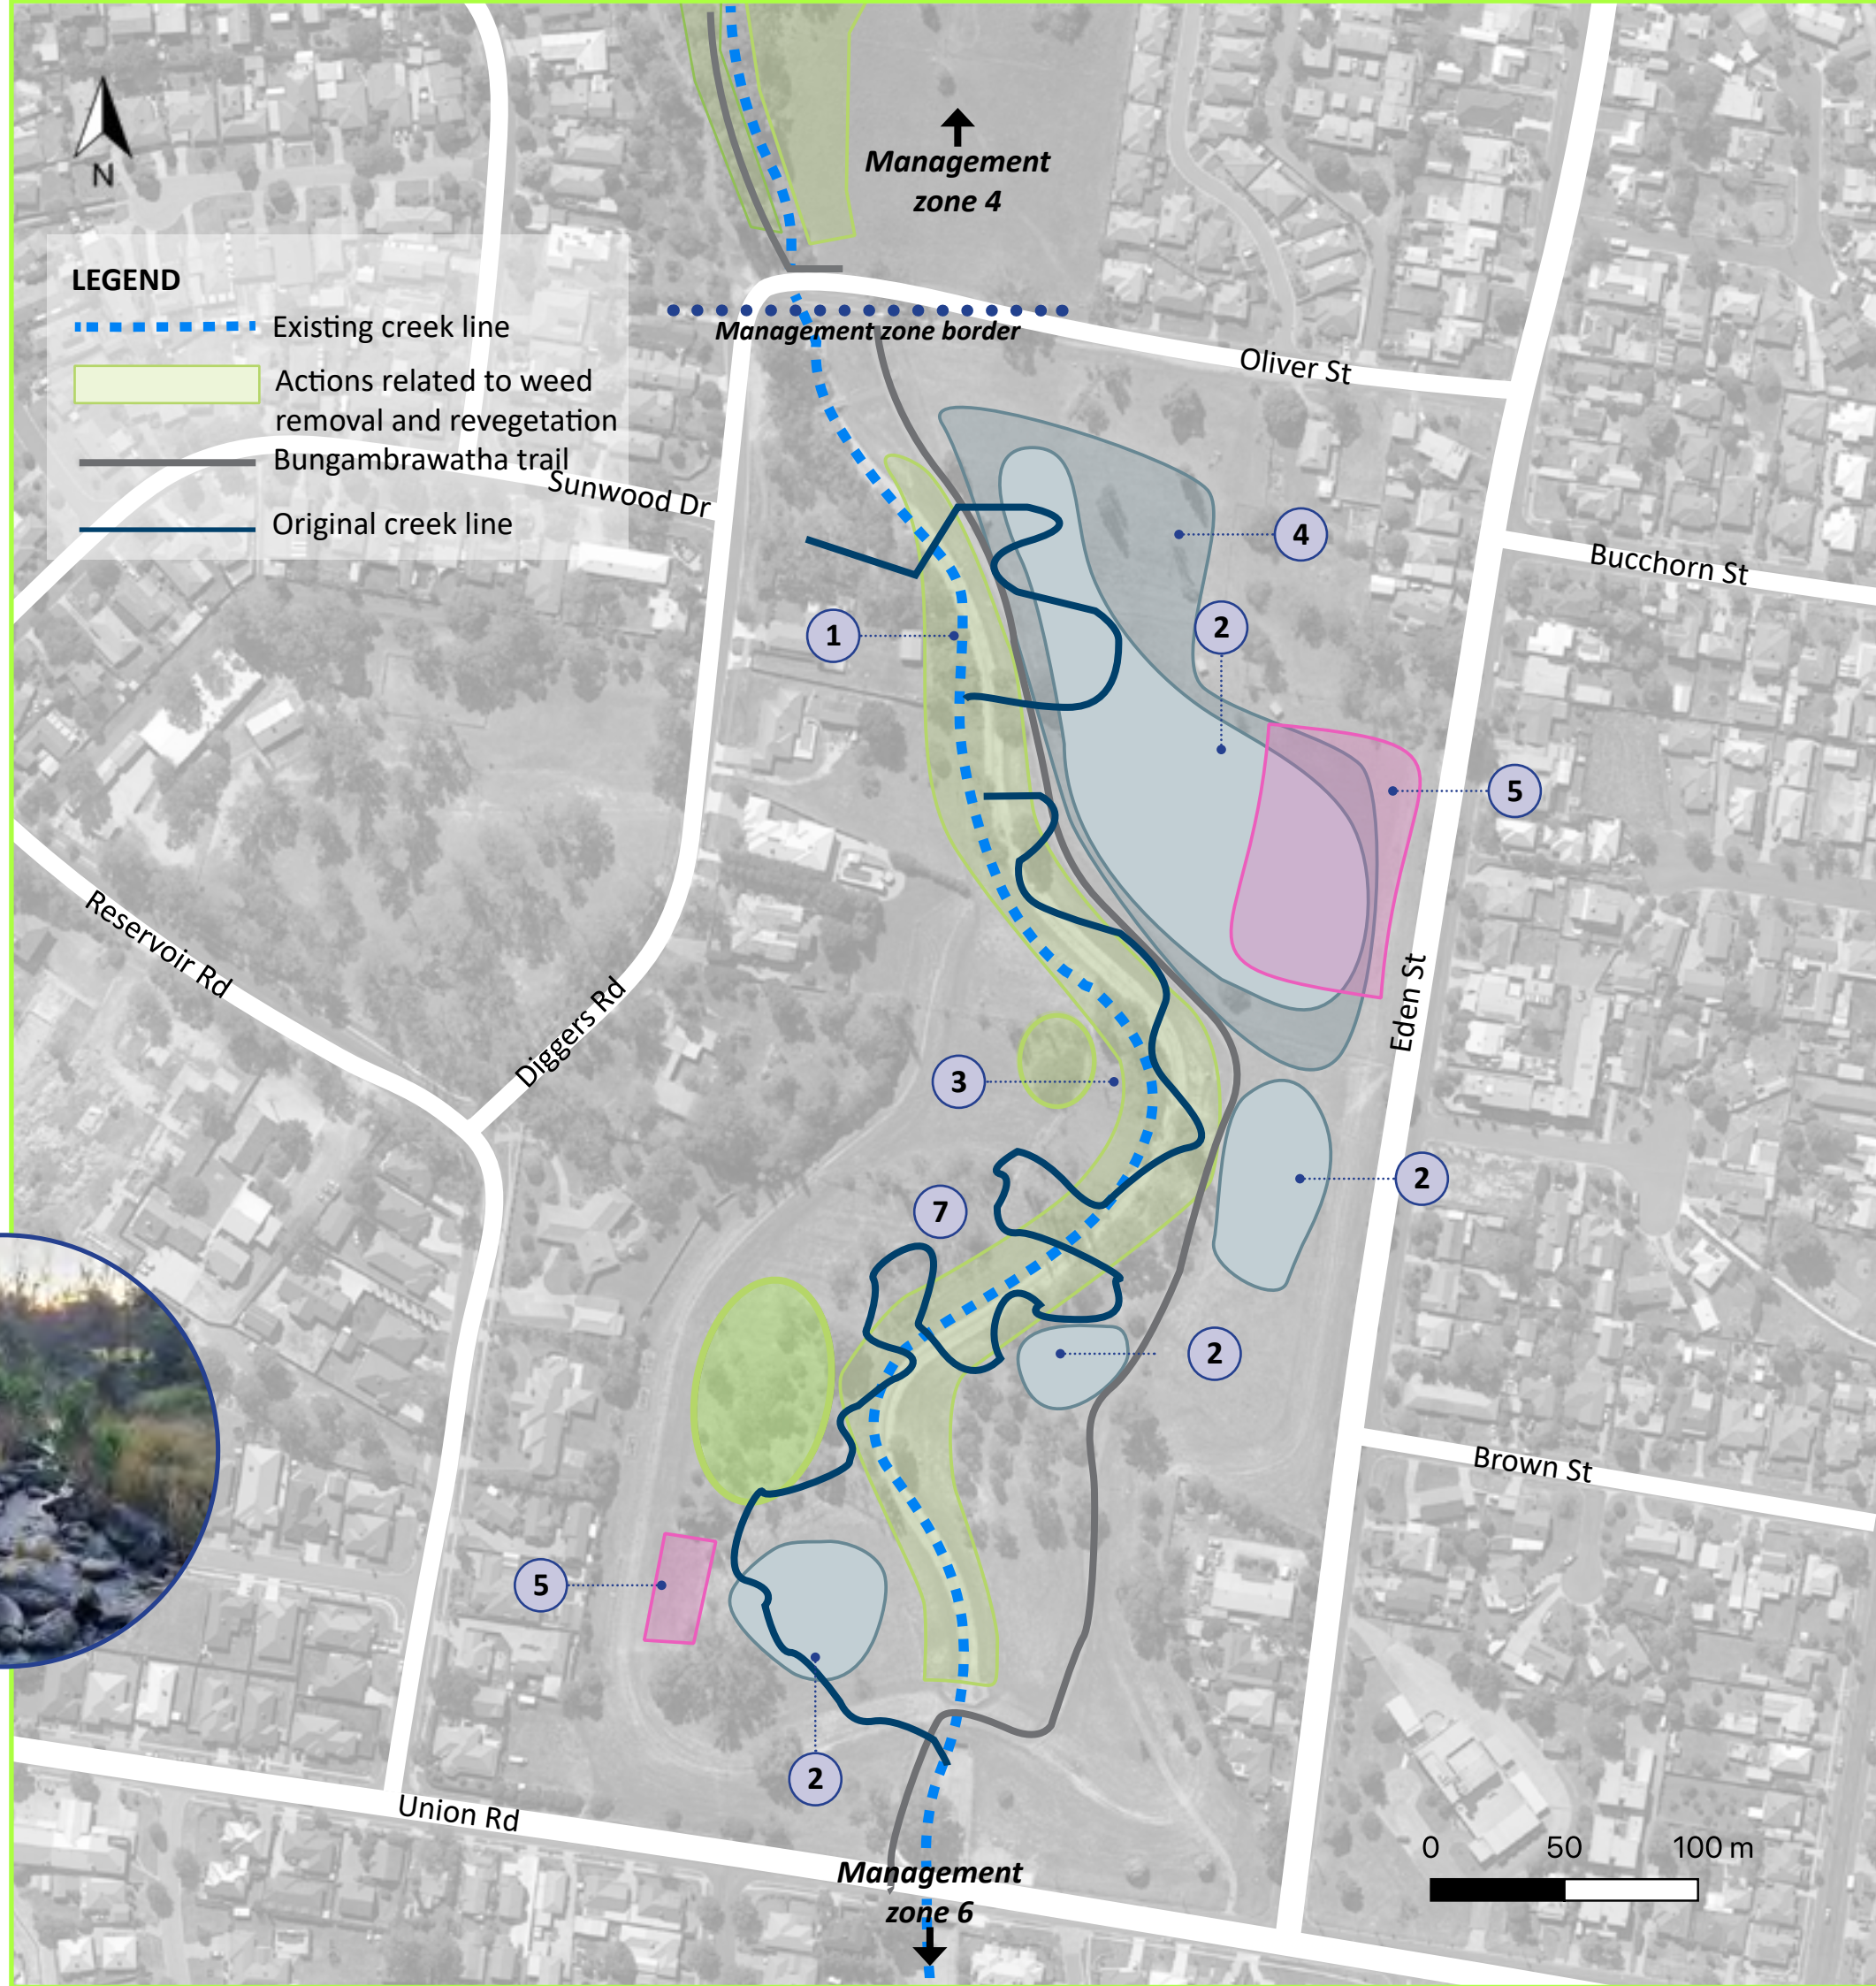 Management
zone 4
N
LEGEND
Existing creek line
Actions related to weed
removal and revegetation
Bungambrawatha trail
Original creek line
Management zone border
Oliver St
Sunwood Dr
4
Bucchorn St
2
1
5
Reservoir Rd
Eden St
Diggers Rd
3
2
7
2
Brown St
5
2
Union Rd
0 50 100 m
Management
zone 6